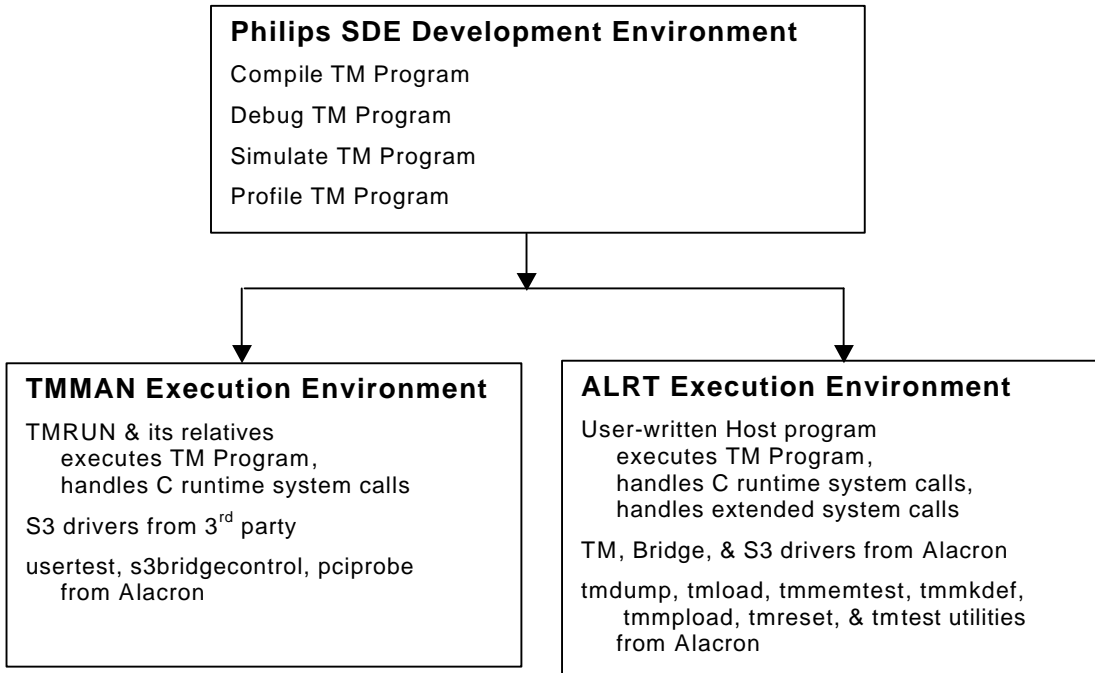 Philips SDE Development Environment
Compile TM Program
Debug TM Program
Simulate TM Program
Profile TM Program
TMMAN Execution Environment
TMRUN & its relatives
executes TM Program,
handles C runtime system calls
S3 drivers from 3rd party
usertest, s3bridgecontrol, pciprobe
from Alacron
ALRT Execution Environment
User-written Host program
executes TM Program,
handles C runtime system calls,
handles extended system calls
TM, Bridge, & S3 drivers from Alacron
tmdump, tmload, tmmemtest, tmmkdef,
tmmpload, tmreset, & tmtest utilities
from Alacron